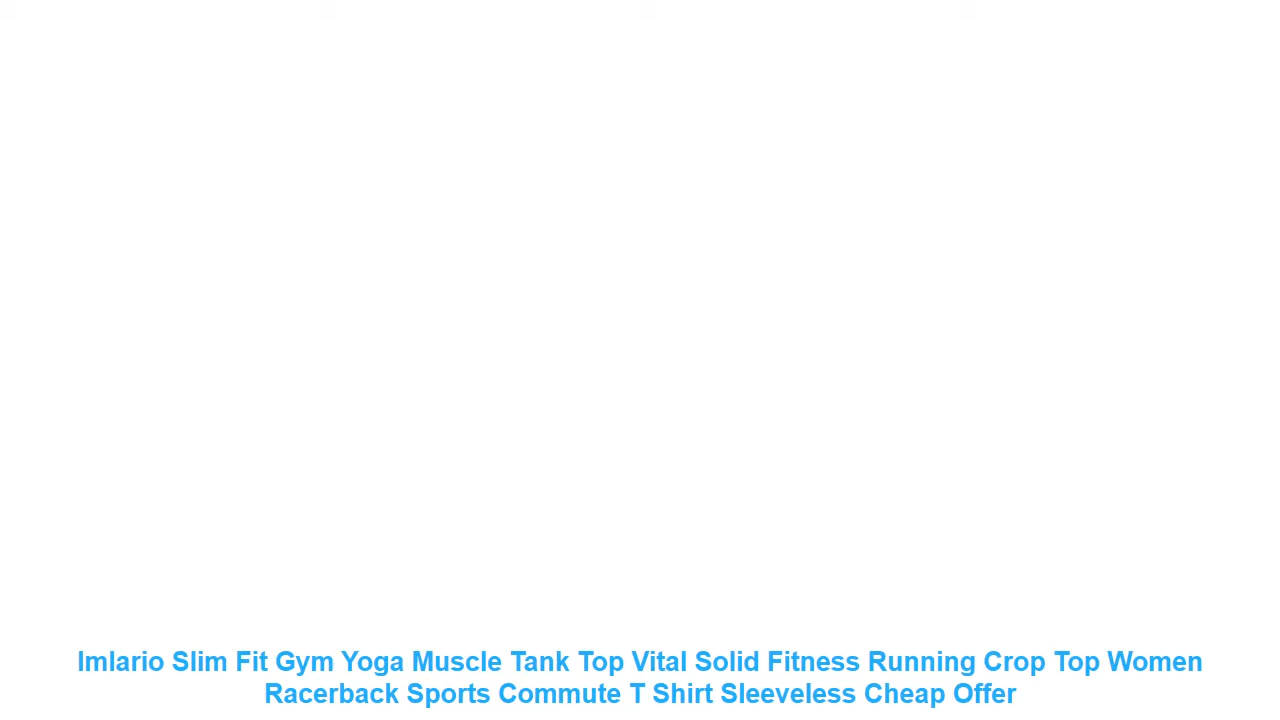 Imlario Slim Fit Gym Yoga Muscle Tank Top Vital Solid Fitness Running Crop Top Women
Racerback Sports Commute T Shirt Sleeveless Cheap Offer